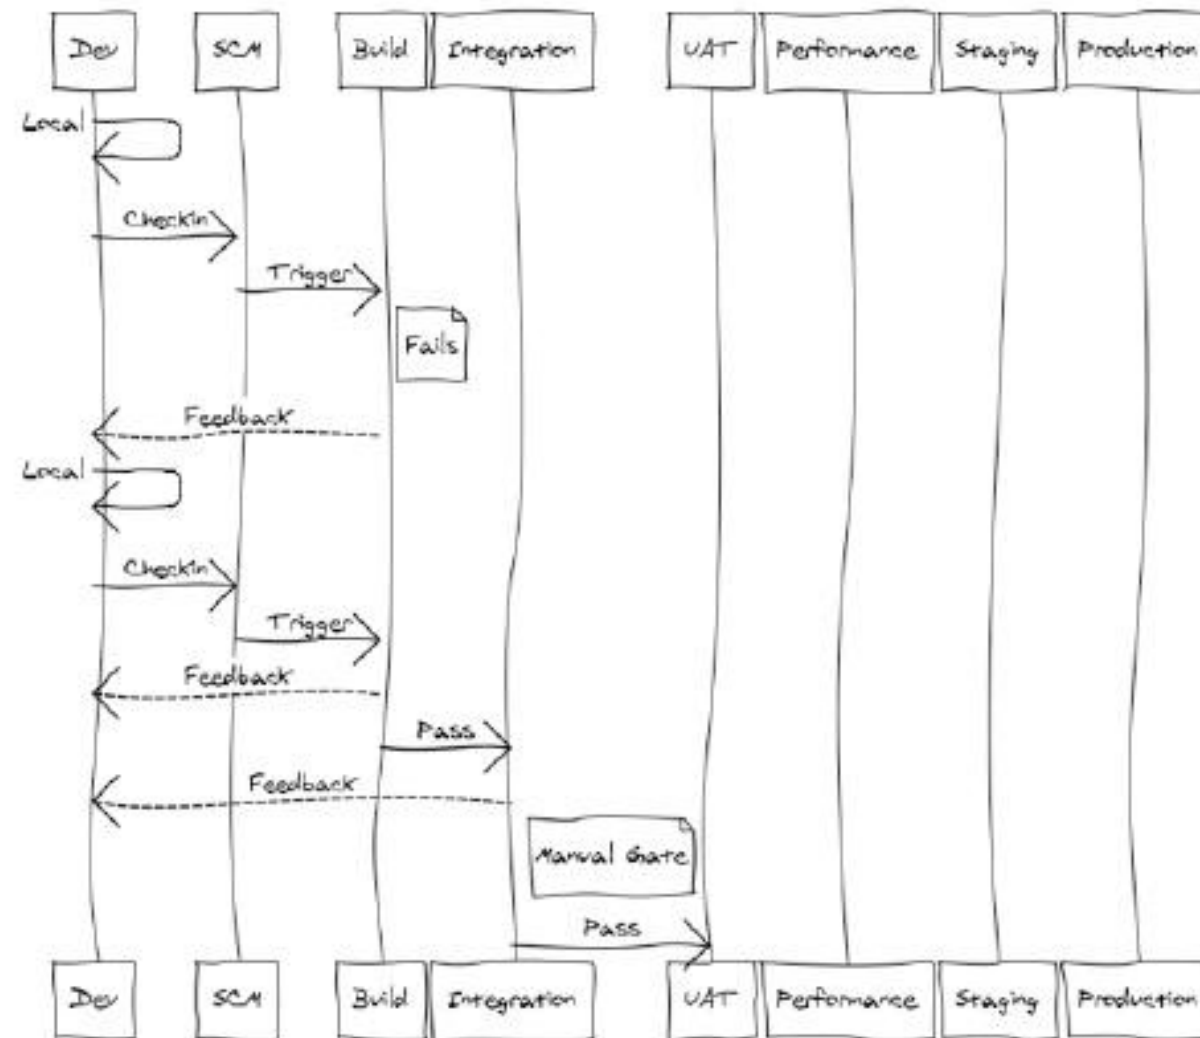 Dev
SCM
Build
Integration
UAT
Performance
Staging
Production
Local
Checkin
Trigger
Fails
Feedback
Local
Checkin
Trigger
Feedback
Pass
Feedback
Manual Gate
Pass
Dev
SCM
Build
Integration
UAT
Performance
Staging
Production